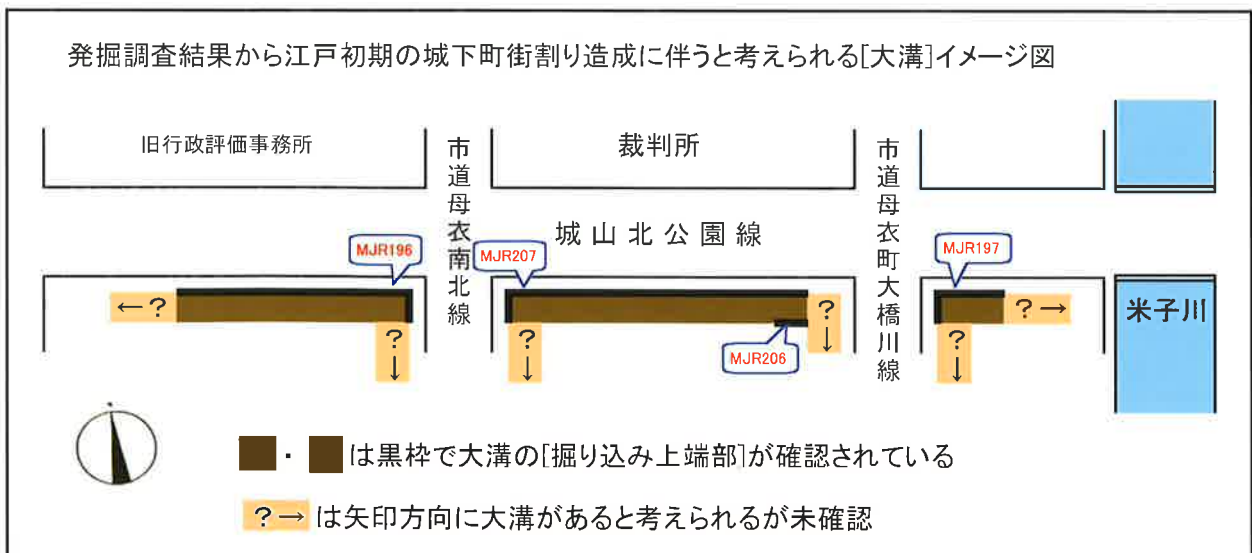 発掘調査結果から江戸初期の城下町街割り造成に伴うと考えられる[大溝]イメージ図
旧行政評価事務所
市道母衣南北線
裁判所
市道母衣町大橋川線
城山北公園線
MJR196
MJR207
MJR197
←?
?→
米子川
?
↓
?
↓
?
↓
?
↓
MJR206
・ は黒枠で大溝の[掘り込み上端部]が確認されている
?→ は矢印方向に大溝があると考えられるが未確認